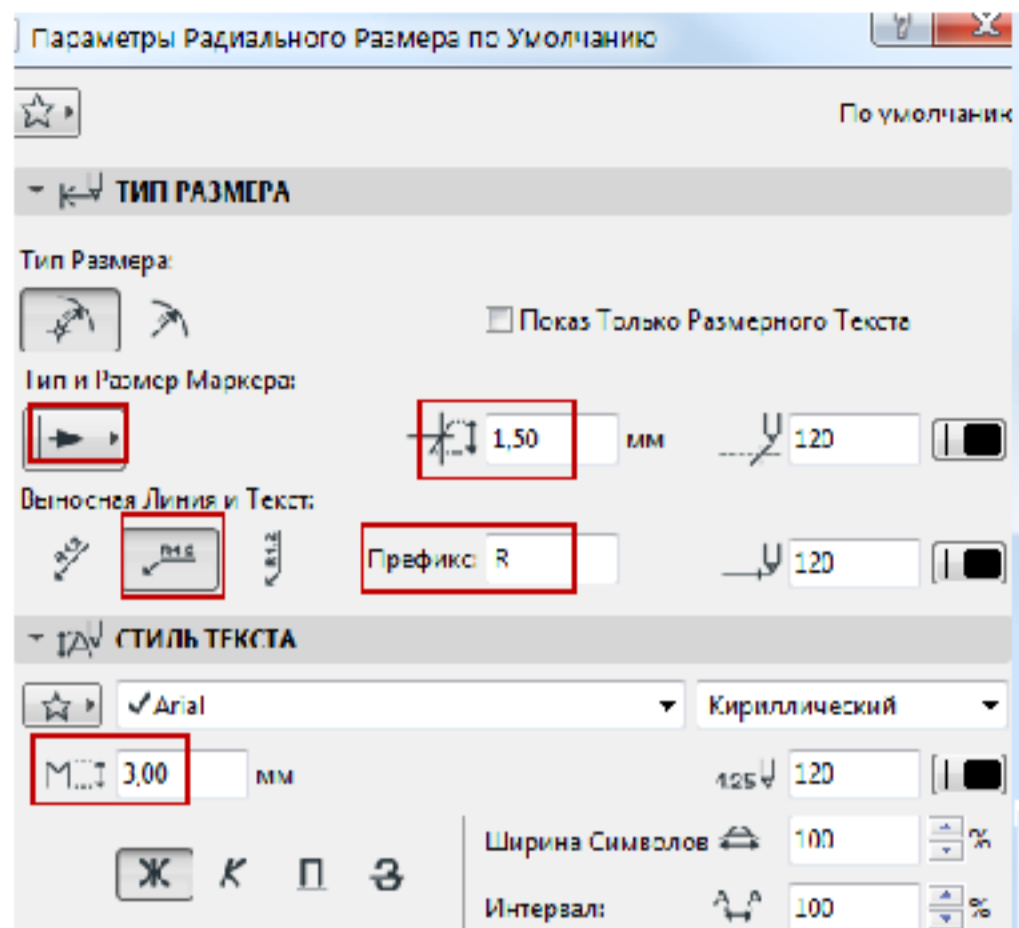 Параметры Радиального Размера по Умолчанию
По умолчанию
ТИП РАЗМЕРА
Тип Размера:
Показ Только Размерного Текста
Тип и Размер Маркера:
1,50 мм 120
Выносная Линия и Текст:
Префикс: R 120
СТИЛЬ ТЕКСТА
Arial Кириллический
M 3,00 мм 120
Ж К П З Ширина Символов 100 %
Интервал: 100 %